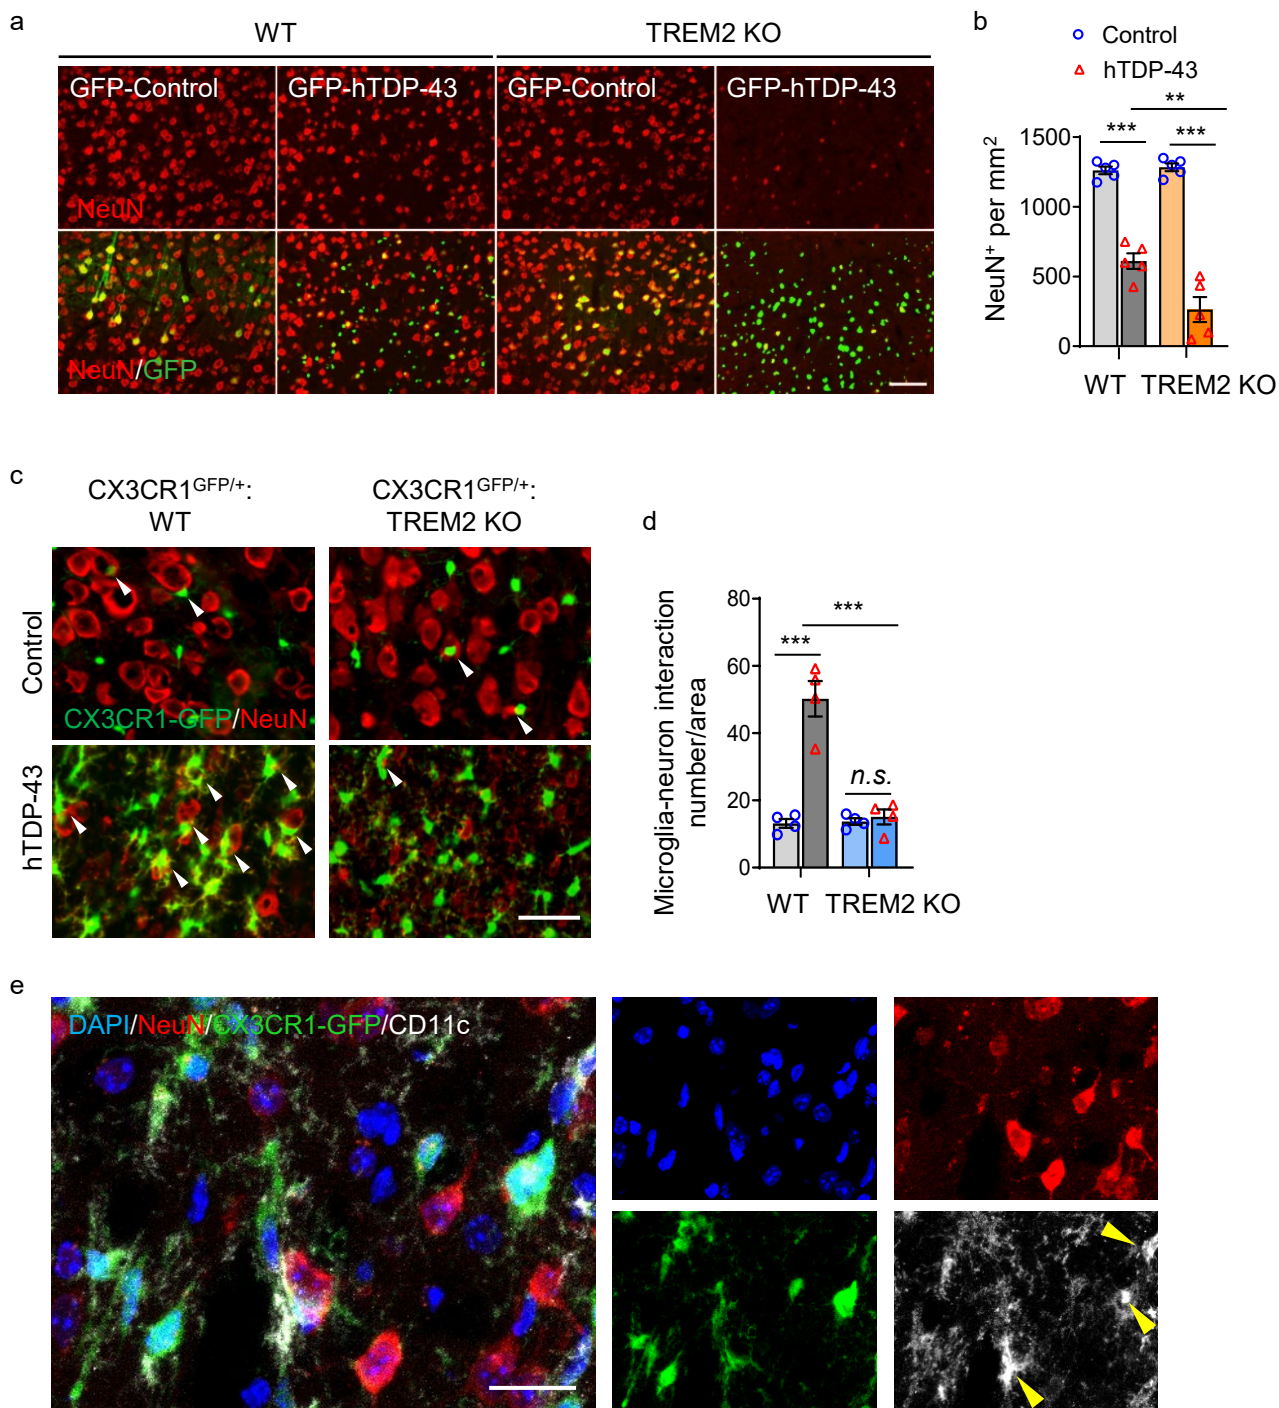 a
WT
TREM2 KO
GFP-Control
GFP-hTDP-43
GFP-Control
GFP-hTDP-43
NeuN
NeuN/GFP
b
Control
hTDP-43
**
***
***
1500
1000
500
0
NeuN⁺ per mm²
WT
TREM2 KO
c
CX3CR1ᴳᶠᴾ/⁺:
WT
CX3CR1ᴳᶠᴾ/⁺:
TREM2 KO
Control
CX3CR1-GFP/NeuN
hTDP-43
d
80
60
40
20
0
Microglia-neuron interaction
number/area
***
***
n.s.
WT
TREM2 KO
e
DAPI/NeuN/CX3CR1-GFP/CD11c